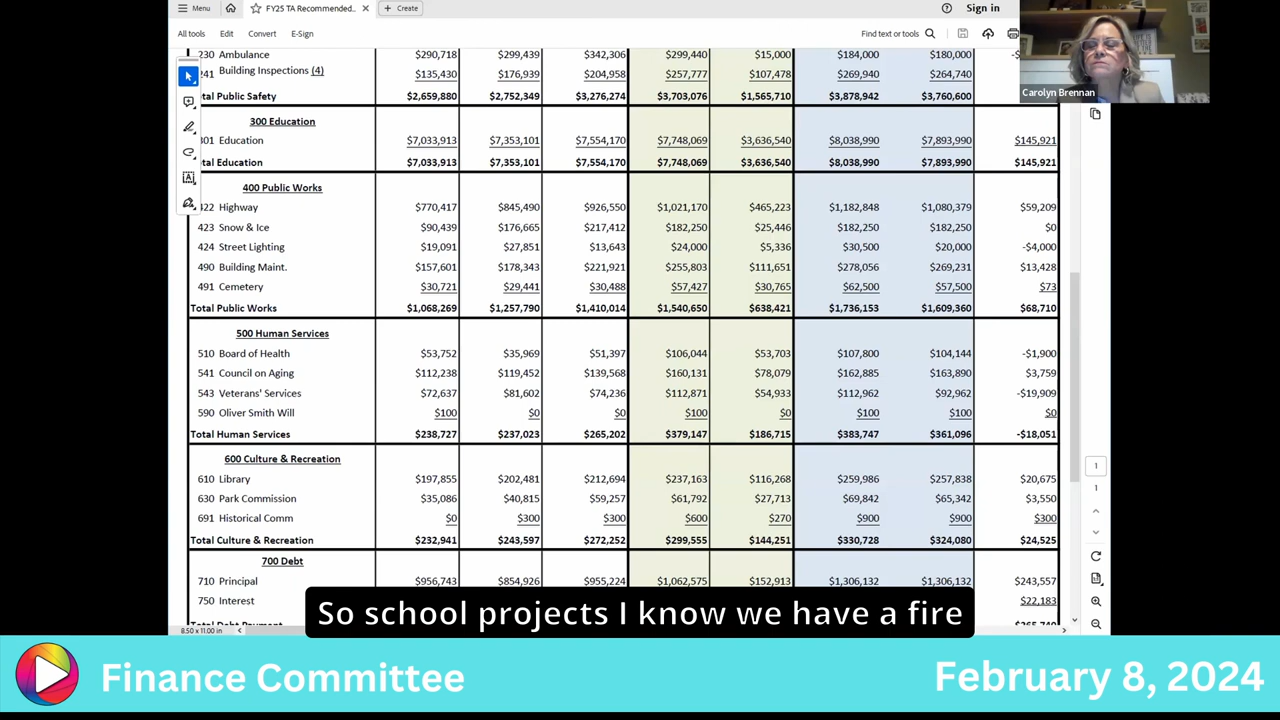 Menu FY25 TA Recommended.. Create Sign in
All tools Edit Convert E-Sign Find text or tools
230 Ambulance $290,718 $299,439 $342,306 $299,440 $15,000 $184,000 $180,000
241 Building Inspections (4) $135,430 $176,939 $204,958 $257,777 $107,478 $269,940 $264,740
tal Public Safety $2,659,880 $2,752,349 $3,276,274 $3,703,076 $1,565,710 $3,878,942 $3,760,600
Carolyn Brennan
300 Education
301 Education $7,033,913 $7,353,101 $7,554,170 $7,748,069 $3,636,540 $8,038,990 $7,893,990 $145,921
tal Education $7,033,913 $7,353,101 $7,554,170 $7,748,069 $3,636,540 $8,038,990 $7,893,990 $145,921
400 Public Works
422 Highway $770,417 $845,490 $926,550 $1,021,170 $465,223 $1,182,848 $1,080,379 $59,209
423 Snow & Ice $90,439 $176,665 $217,412 $182,250 $25,446 $182,250 $182,250 $0
424 Street Lighting $19,091 $27,851 $13,643 $24,000 $5,336 $30,500 $20,000 -$4,000
490 Building Maint. $157,601 $178,343 $221,921 $255,803 $111,651 $278,056 $269,231 $13,428
491 Cemetery $30,721 $29,441 $30,488 $57,427 $30,765 $62,500 $57,500 $73
Total Public Works $1,068,269 $1,257,790 $1,410,014 $1,540,650 $638,421 $1,736,153 $1,609,360 $68,710
500 Human Services
510 Board of Health $53,752 $35,969 $51,397 $106,044 $53,703 $107,800 $104,144 -$1,900
541 Council on Aging $112,238 $119,452 $139,568 $160,131 $78,079 $162,885 $163,890 $3,759
543 Veterans' Services $72,637 $81,602 $74,236 $112,871 $54,933 $112,962 $92,962 -$19,909
590 Oliver Smith Will $100 $0 $0 $100 $0 $100 $100 $0
Total Human Services $238,727 $237,023 $265,202 $379,147 $186,715 $383,747 $361,096 -$18,051
600 Culture & Recreation
610 Library $197,855 $202,481 $212,694 $237,163 $116,268 $259,986 $257,838 $20,675
630 Park Commission $35,086 $40,815 $59,257 $61,792 $27,713 $69,842 $65,342 $3,550
691 Historical Comm $0 $300 $300 $600 $270 $900 $900 $300
Total Culture & Recreation $232,941 $243,597 $272,252 $299,555 $144,251 $330,728 $324,080 $24,525
700 Debt
710 Principal $956,743 $854,926 $955,224 $1,062,575 $152,913 $1,306,132 $1,306,132 $243,557
750 Interest $22,183
1
1
So school projects I know we have a fire
8.50 x 11.00 in
Finance Committee February 8, 2024